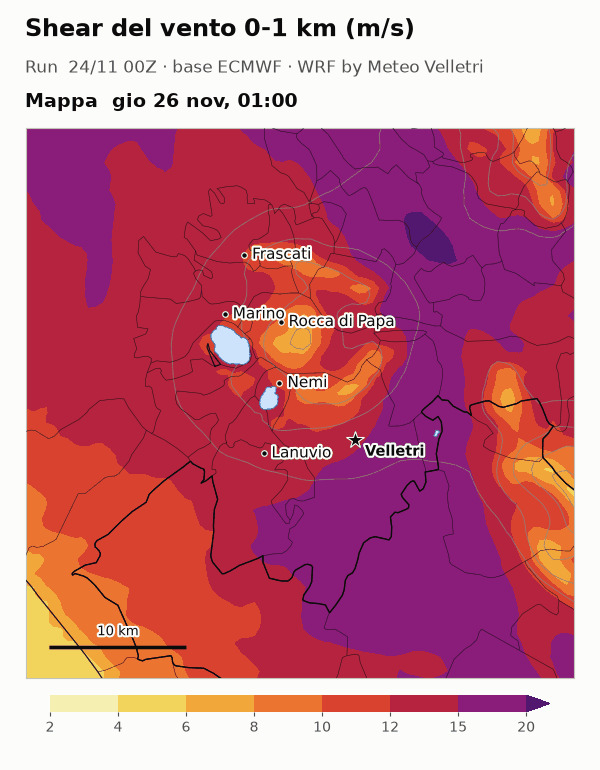 Shear del vento 0-1 km (m/s)
Run  24/11 00Z · base ECMWF · WRF by Meteo Velletri
Mappa  gio 26 nov, 01:00
Frascati
Marino
Rocca di Papa
Nemi
Velletri
Lanuvio
10 km
2 4 6 8 10 12 15 20